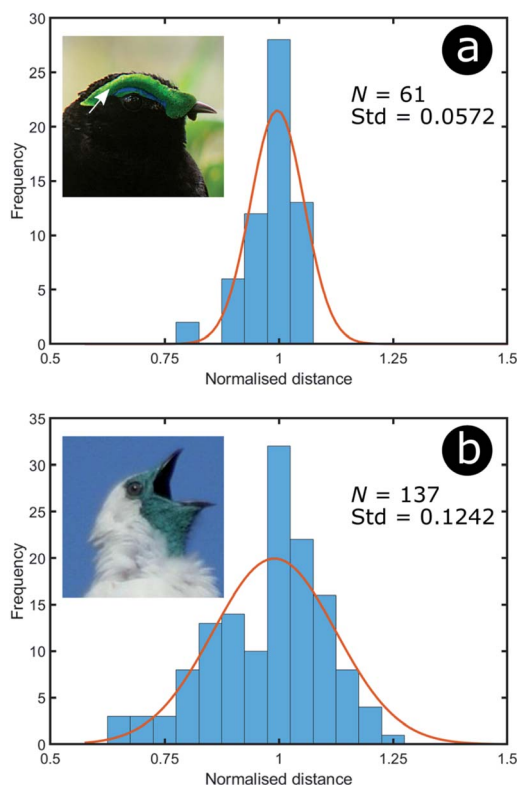 30
25
20
15
10
5
0
Frequency
a
N = 61
Std = 0.0572
0.5
0.75
1
1.25
1.5
Normalised distance
35
30
25
20
15
10
5
0
Frequency
b
N = 137
Std = 0.1242
0.5
0.75
1
1.25
1.5
Normalised distance